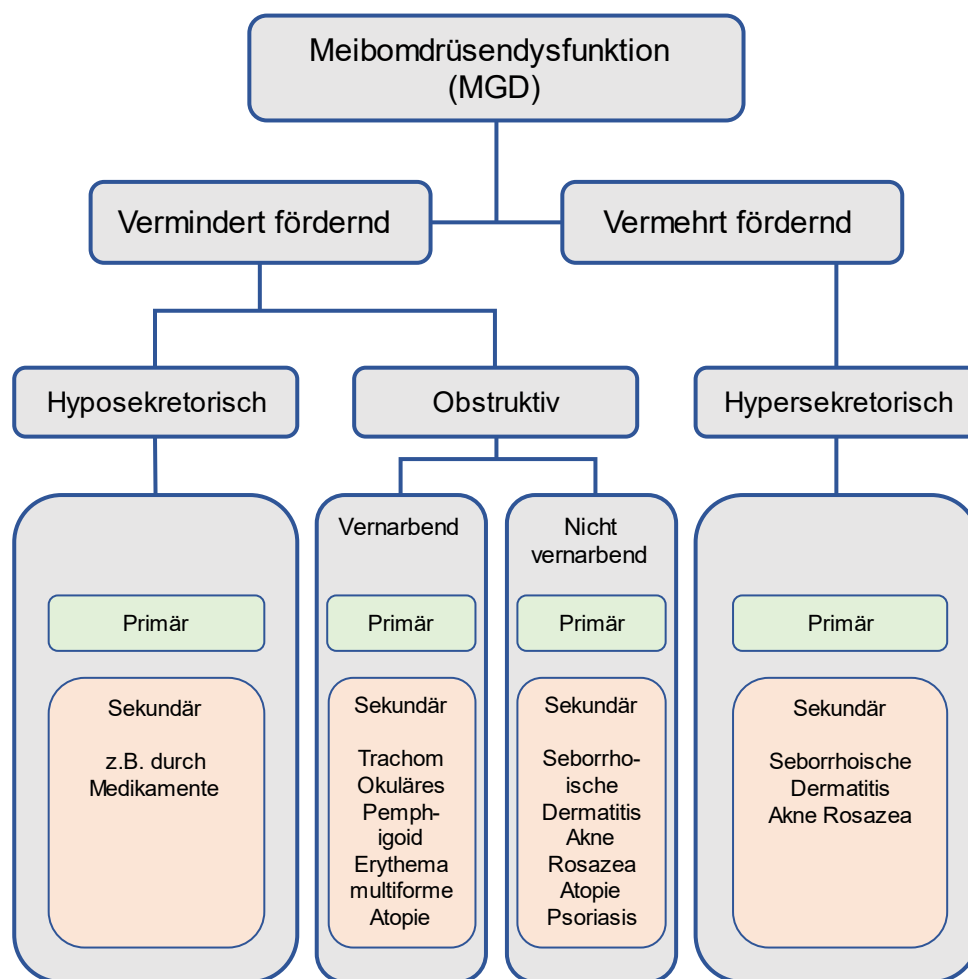 Meibomdrüsendysfunktion
(MGD)
Vermindert fördernd
Vermehrt fördernd
Hyposekretorisch
Obstruktiv
Hypersekretorisch
Primär
Sekundär
z.B. durch
Medikamente
Vernarbend
Primär
Sekundär
Trachom
Okuläres
Pemph-
igoid
Erythema
multiforme
Atopie
Nicht
vernarbend
Primär
Sekundär
Seborrho-
ische
Dermatitis
Akne
Rosazea
Atopie
Psoriasis
Primär
Sekundär
Seborrhoische
Dermatitis
Akne Rosazea